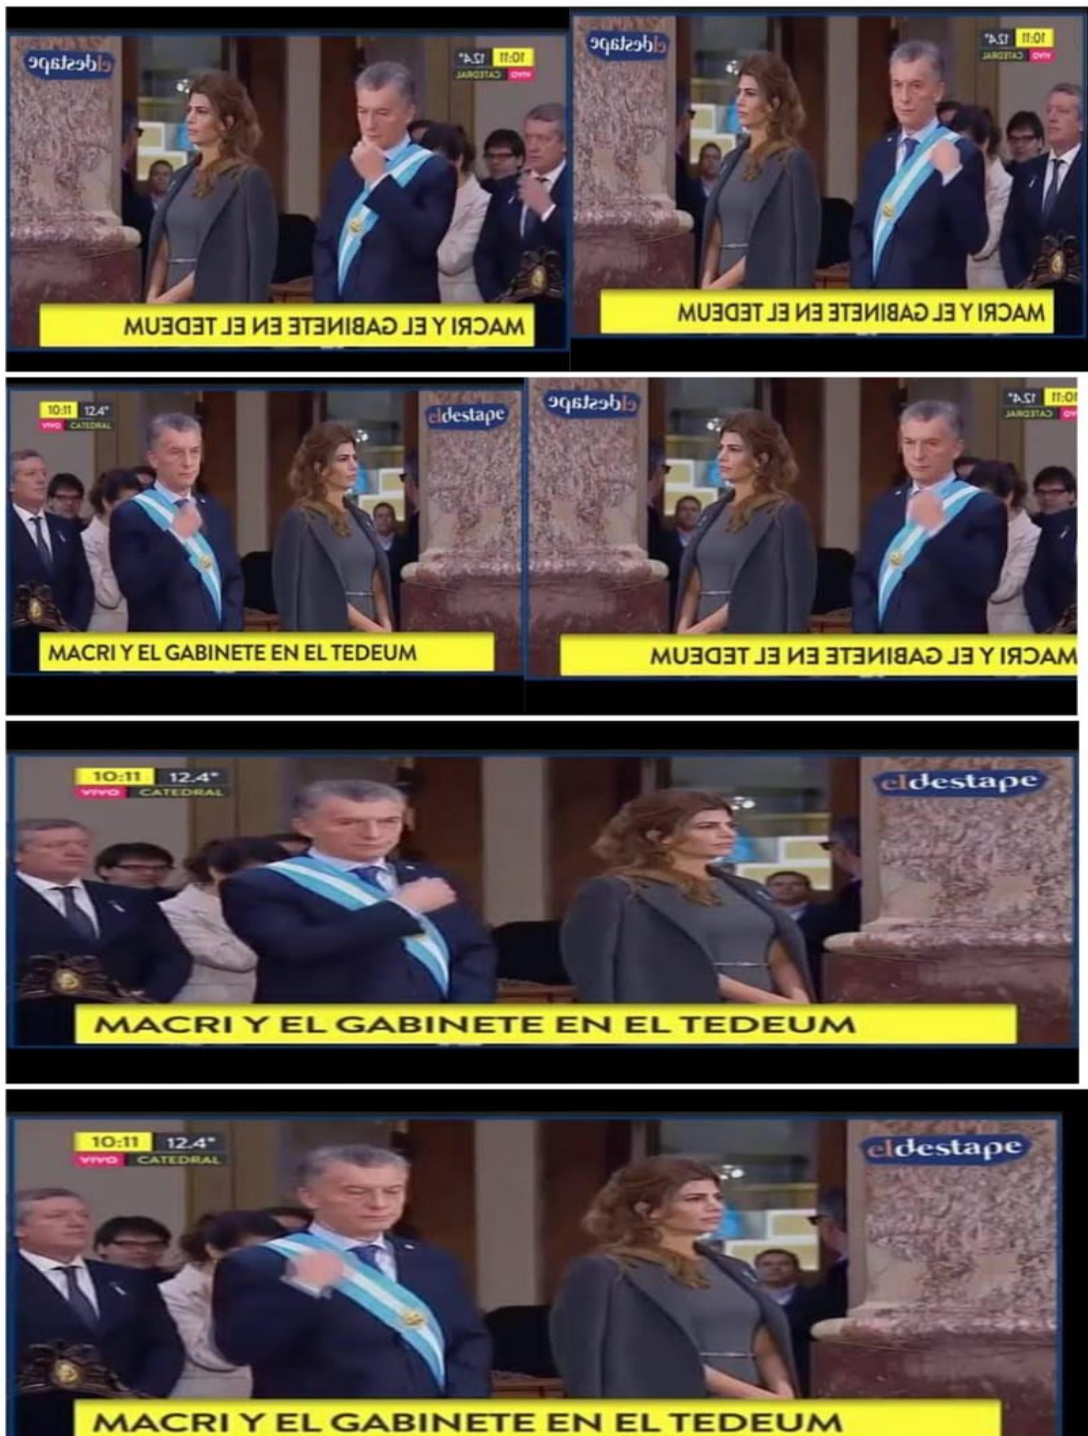 eldestape
12.4°
10:11
CATEDRAL
VIVO
MACRI Y EL GABINETE EN EL TEDEUM
eldestape
12.4°
10:11
CATEDRAL
VIVO
MACRI Y EL GABINETE EN EL TEDEUM
10:11 12.4°
VIVO CATEDRAL
eldestape
MACRI Y EL GABINETE EN EL TEDEUM
eldestape
12.4°
10:11
CATEDRAL
MACRI Y EL GABINETE EN EL TEDEUM
10:11 12.4°
VIVO CATEDRAL
eldestape
MACRI Y EL GABINETE EN EL TEDEUM
10:11 12.4°
VIVO CATEDRAL
eldestape
MACRI Y EL GABINETE EN EL TEDEUM